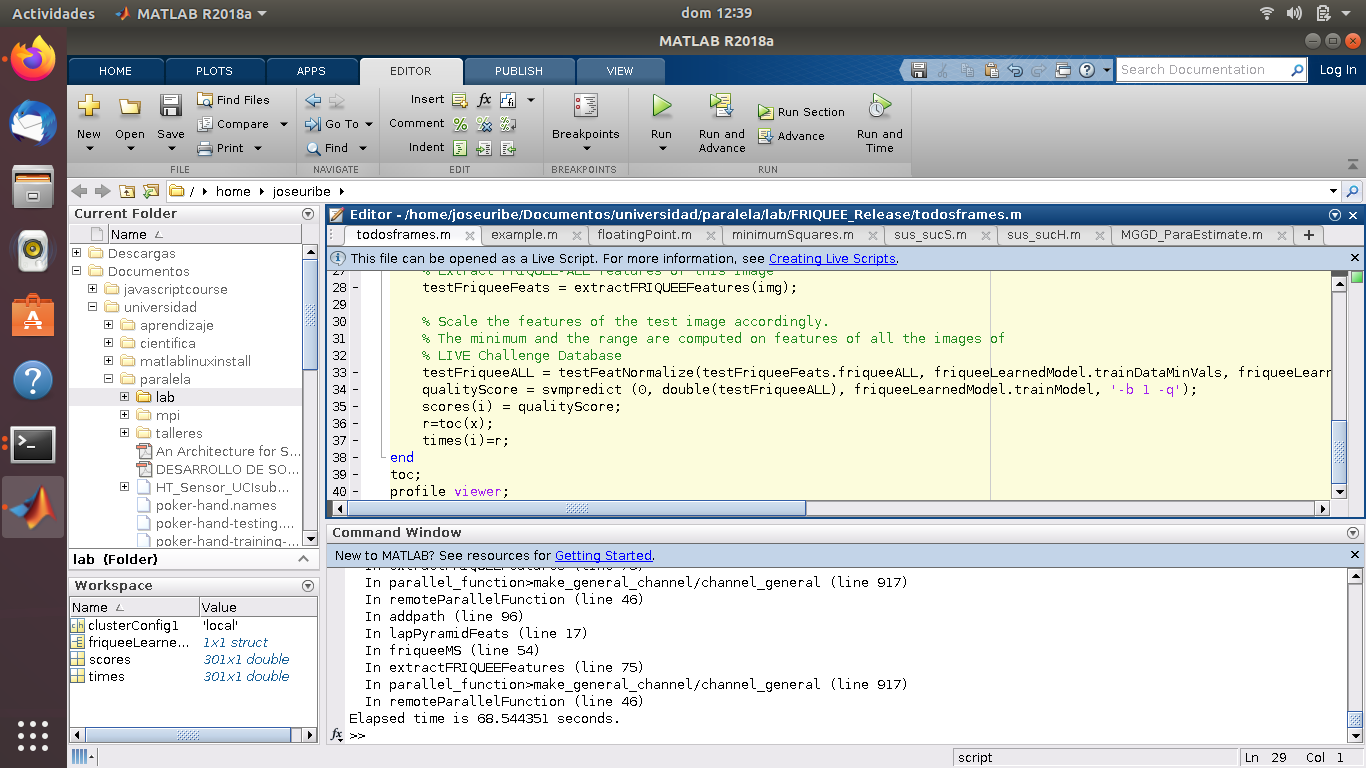 Actividades MATLAB R2018a dom 12:39
MATLAB R2018a
HOME PLOTS APPS EDITOR PUBLISH VIEW Search Documentation Log In
New Open Save Find Files Compare Print
FILE
Go To Find
NAVIGATE
Insert fx
Comment
Indent
EDIT
Breakpoints
BREAKPOINTS
Run Run and Advance Run Section Advance Run and Time
RUN
/ home joseuribe
Current Folder
Name
Descargas
Documentos
javascriptcourse
universidad
aprendizaje
cientifica
matlablinuxinstall
paralela
lab
mpi
talleres
An Architecture for S...
DESARROLLO DE SO...
HT_Sensor_UCIsub...
poker-hand.names
poker-hand-testing....
poker-hand-training-...
lab (Folder)
Workspace
Name Value
clusterConfig1 'local'
friqueeLearne... 1x1 struct
scores 301x1 double
times 301x1 double
Editor - /home/joseuribe/Documentos/universidad/paralela/lab/FRIQUEE_Release/todosframes.m
todosframes.m example.m floatingPoint.m minimumSquares.m sus_sucS.m sus_sucH.m MGGD_ParaEstimate.m
This file can be opened as a Live Script. For more information, see Creating Live Scripts.
27 % Extract FRIQUEE-ALL features of this image
28 - testFriqueeFeats = extractFRIQUEEFeatures(img);
29
30 % Scale the features of the test image accordingly.
31 % The minimum and the range are computed on features of all the images of
32 % LIVE Challenge Database
33 - testFriqueeALL = testFeatNormalize(testFriqueeFeats.friqueeALL, friqueeLearnedModel.trainDataMinVals, friqueeLearn
34 - qualityScore = svmpredict (0, double(testFriqueeALL), friqueeLearnedModel.trainModel, '-b 1 -q');
35 - scores(i) = qualityScore;
36 - r=toc(x);
37 - times(i)=r;
38 - end
39 - toc;
40 - profile viewer;
Command Window
New to MATLAB? See resources for Getting Started.
In extractFRIQUEEFeatures (line 75)
In parallel_function>make_general_channel/channel_general (line 917)
In remoteParallelFunction (line 46)
In addpath (line 96)
In lapPyramidFeats (line 17)
In friqueeMS (line 54)
In extractFRIQUEEFeatures (line 75)
In parallel_function>make_general_channel/channel_general (line 917)
In remoteParallelFunction (line 46)
Elapsed time is 68.544351 seconds.
fx >>
script Ln 29 Col 1